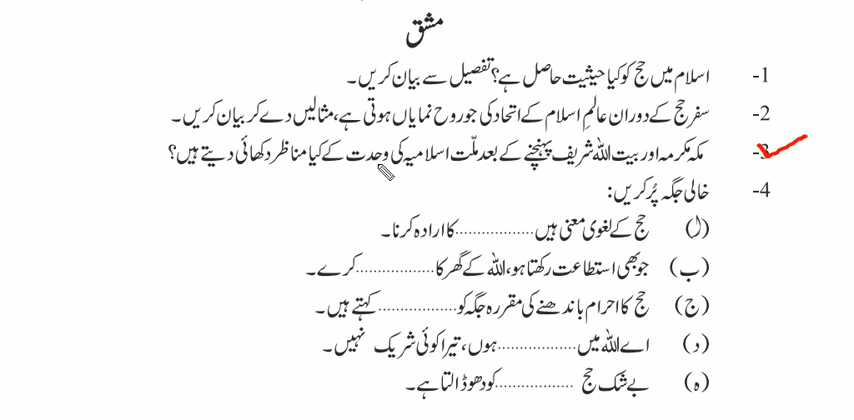 مشق
-1 اسلام میں حج کو کیا حیثیت حاصل ہے؟ تفصیل سے بیان کریں۔
-2 سفر حج کے دوران عالمِ اسلام کے اتحاد کی جو روح نمایاں ہوتی ہے، مثالیں دے کر بیان کریں۔
-3 مکہ مکرمہ اور بیت اللہ شریف پہنچنے کے بعد ملّت اسلامیہ کی وحدت کے کیا مناظر دکھائی دیتے ہیں؟
-4 خالی جگہ پُر کریں:
(ا) حج کے لغوی معنی ہیں .................. کا ارادہ کرنا۔
(ب) جو بھی استطاعت رکھتا ہو، اللہ کے گھر کا .................. کرے۔
(ج) حج کا احرام باندھنے کی مقررہ جگہ کو .................. کہتے ہیں۔
(د) اے اللہ میں .................. ہوں، تیرا کوئی شریک نہیں۔
(ہ) بے شک حج .................. کو دھو ڈالتا ہے۔